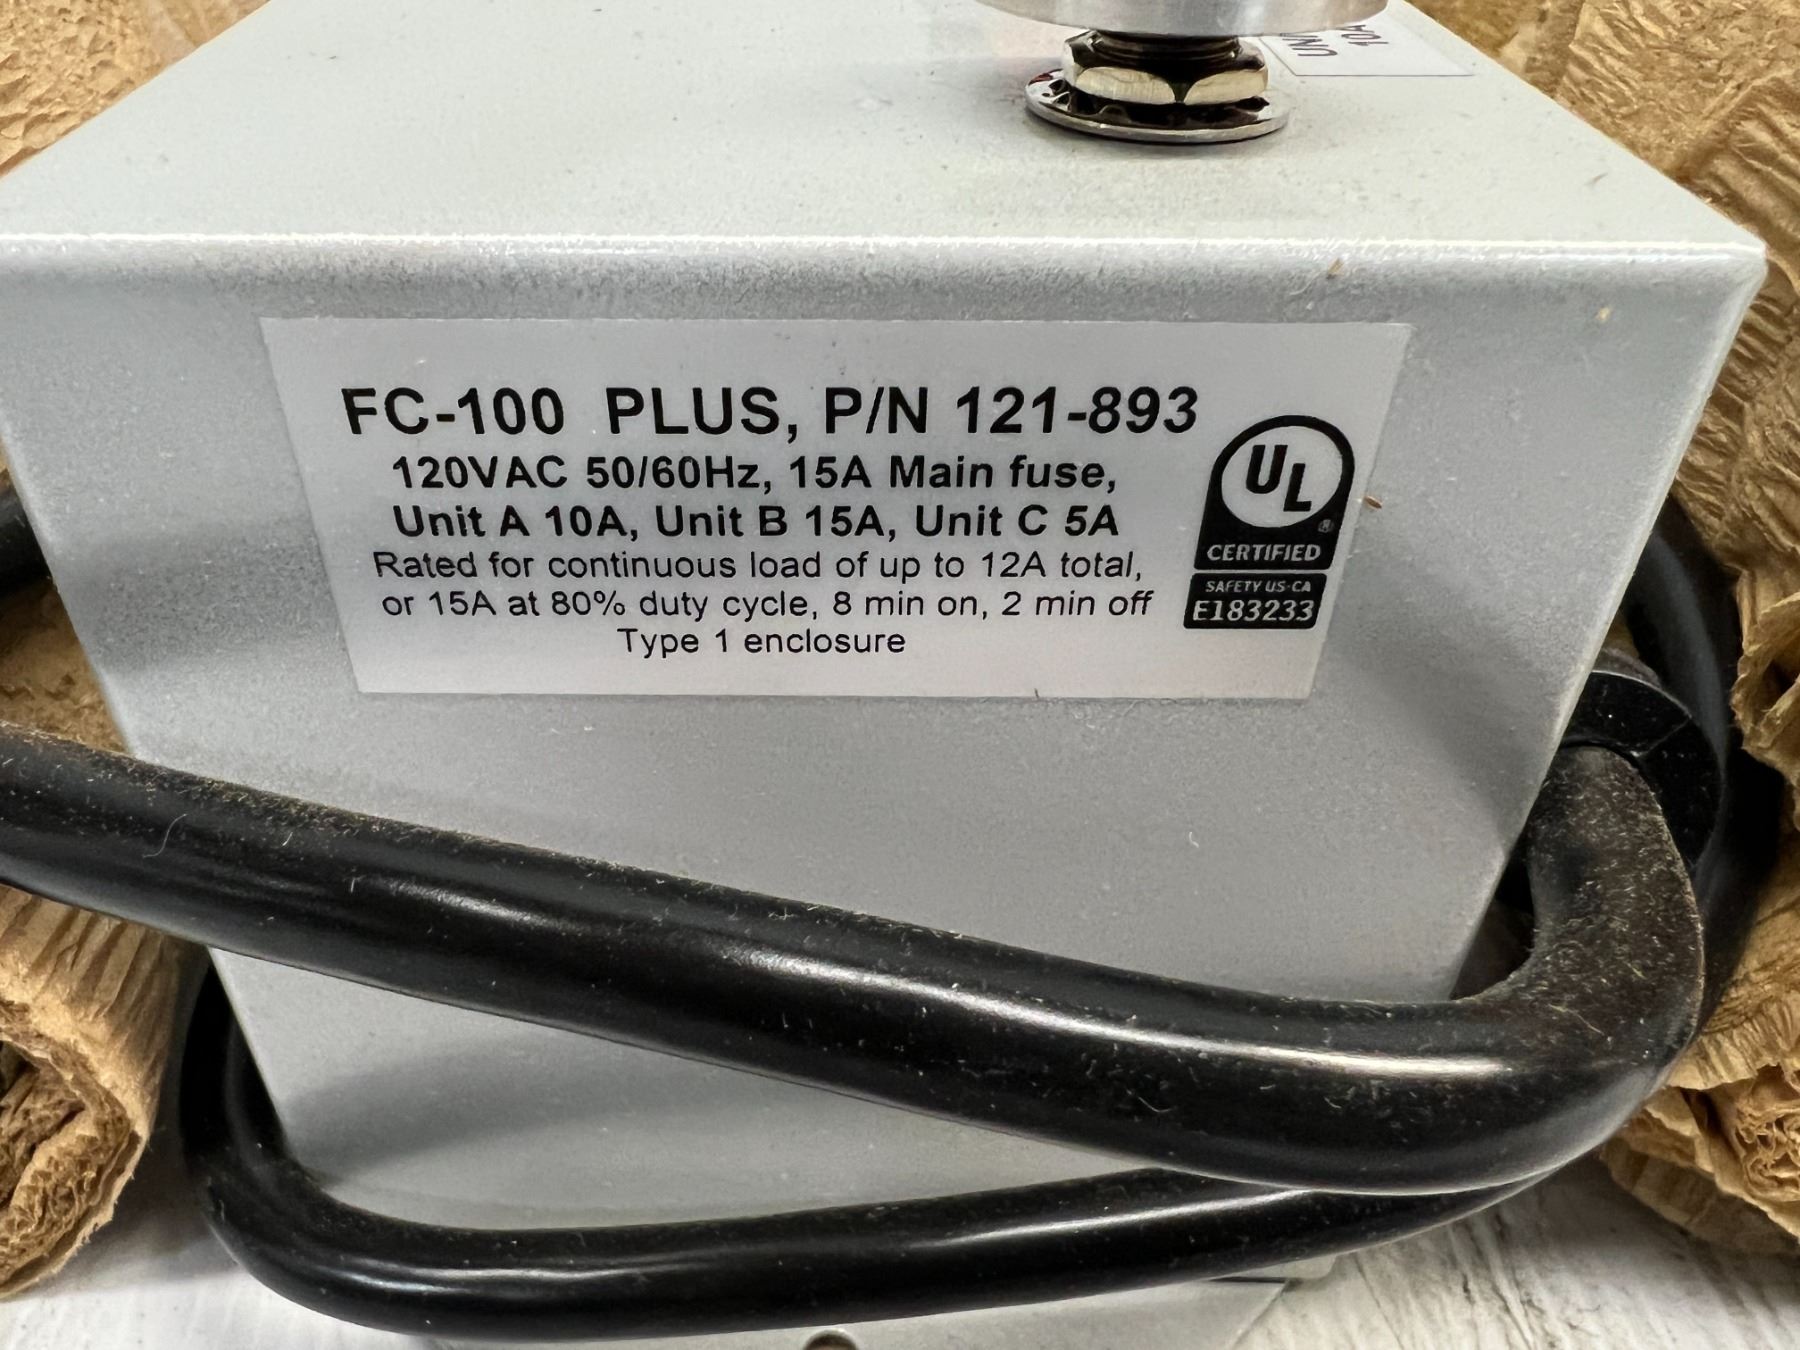 UNI
10A
FC-100 PLUS, P/N 121-893
120VAC 50/60Hz, 15A Main fuse,
Unit A 10A, Unit B 15A, Unit C 5A
Rated for continuous load of up to 12A total,
or 15A at 80% duty cycle, 8 min on, 2 min off
Type 1 enclosure
UL
®
CERTIFIED
SAFETY US-CA
E183233